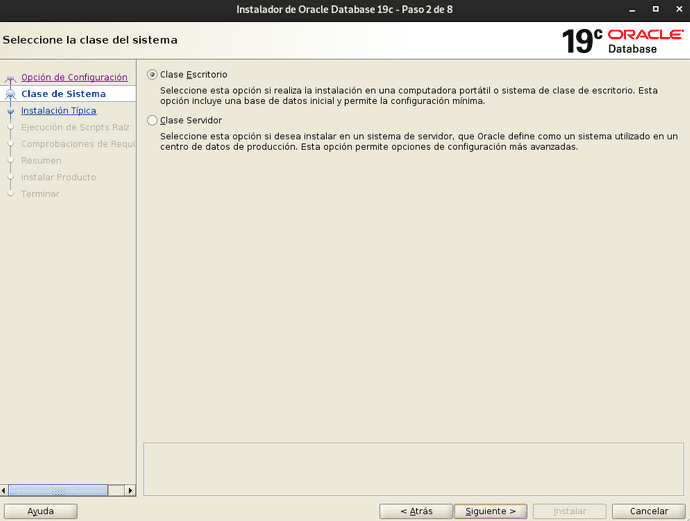 Instalador de Oracle Database 19c - Paso 2 de 8
Seleccione la clase del sistema
19c ORACLE
Database
Opción de Configuración
Clase de Sistema
Instalación Típica
Ejecución de Scripts Raíz
Comprobaciones de Requi
Resumen
Instalar Producto
Terminar
Clase Escritorio
Seleccione esta opción si realiza la instalación en una computadora portátil o sistema de clase de escritorio. Esta
opción incluye una base de datos inicial y permite la configuración mínima.
Clase Servidor
Seleccione esta opción si desea instalar en un sistema de servidor, que Oracle define como un sistema utilizado en un
centro de datos de producción. Esta opción permite opciones de configuración más avanzadas.
Ayuda
< Atrás
Siguiente >
Instalar
Cancelar